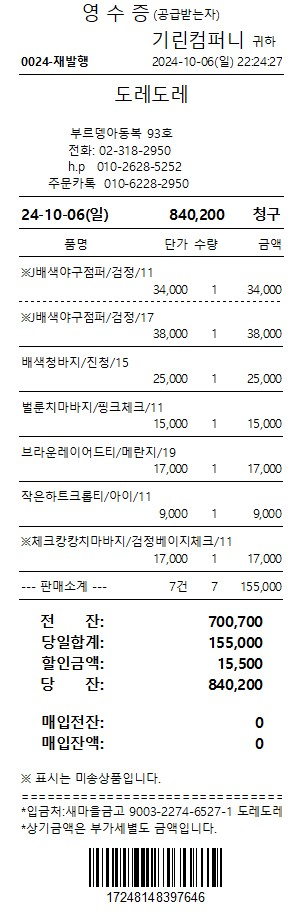 영 수 증 (공급받는자)
기린컴퍼니 귀하
0024-재발행 2024-10-06(일) 22:24:27
도레도레
부르뎅아동복 93호
전화: 02-318-2950
h.p 010-2628-5252
주문카톡 010-6228-2950
24-10-06(일) 840,200 청구
품명 단가 수량 금액
※J배색야구점퍼/검정/11
34,000 1 34,000
※J배색야구점퍼/검정/17
38,000 1 38,000
배색청바지/진청/15
25,000 1 25,000
벌룬치마바지/핑크체크/11
15,000 1 15,000
브라운레이어드티/메란지/19
17,000 1 17,000
작은하트크롭티/아이/11
9,000 1 9,000
※체크캉캉치마바지/검정베이지체크/11
17,000 1 17,000
--- 판매소계 --- 7건 7 155,000
전 잔: 700,700
당일합계: 155,000
할인금액: 15,500
당 잔: 840,200
매입전잔: 0
매입잔액: 0
※ 표시는 미송상품입니다.
*입금처:새마을금고 9003-2274-6527-1 도레도레
*상기금액은 부가세별도 금액입니다.
17248148397646